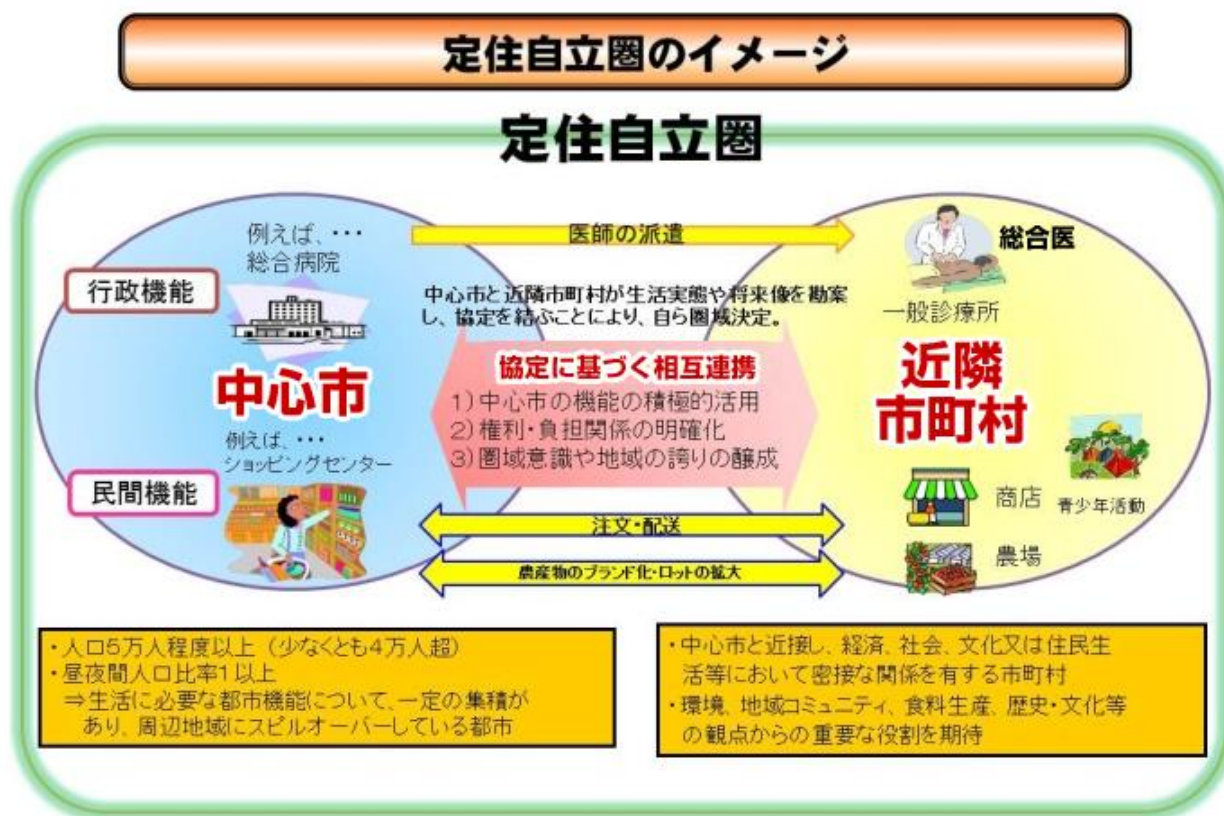 定住自立圏のイメージ
定住自立圏
例えば、・・・
総合病院
行政機能
中心市
例えば、・・・
ショッピングセンター
民間機能
医師の派遣
中心市と近隣市町村が生活実態や将来像を勘案
し、協定を結ぶことにより、自ら圏域決定。
協定に基づく相互連携
1)中心市の機能の積極的活用
2)権利・負担関係の明確化
3)圏域意識や地域の誇りの醸成
注文・配送
農産物のブランド化・ロットの拡大
総合医
一般診療所
近隣
市町村
商店
青少年活動
農場
・人口5万人程度以上（少なくとも4万人超）
・昼夜間人口比率1以上
⇒生活に必要な都市機能について、一定の集積が
あり、周辺地域にスピルオーバーしている都市
・中心市と近接し、経済、社会、文化又は住民生
活等において密接な関係を有する市町村
・環境、地域コミュニティ、食料生産、歴史・文化等
の観点からの重要な役割を期待